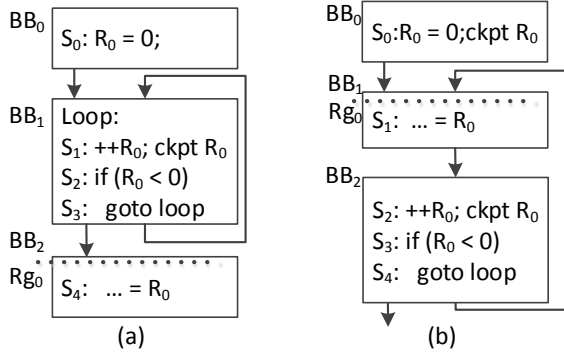 BB0
S0: R0 = 0;
BB1
Loop:
S1: ++R0; ckpt R0
S2: if (R0 < 0)
S3: goto loop
BB2
Rg0
S4: ... = R0
(a)
BB0
S0:R0 = 0;ckpt R0
BB1
Rg0
S1: ... = R0
BB2
S2: ++R0; ckpt R0
S3: if (R0 < 0)
S4: goto loop
(b)